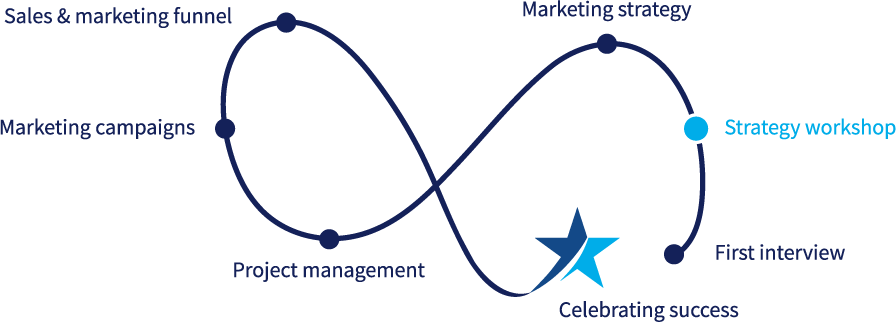 Sales & marketing funnel
Marketing strategy
Marketing campaigns
Strategy workshop
Project management
First interview
Celebrating success